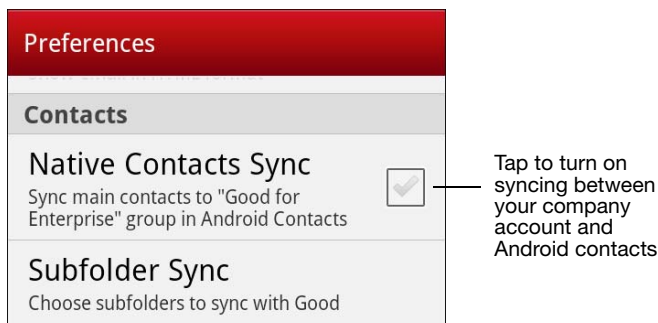 Preferences
Contacts
Native Contacts Sync
Sync main contacts to "Good for
Enterprise" group in Android Contacts
Tap to turn on
syncing between
your company
account and
Android contacts
Subfolder Sync
Choose subfolders to sync with Good